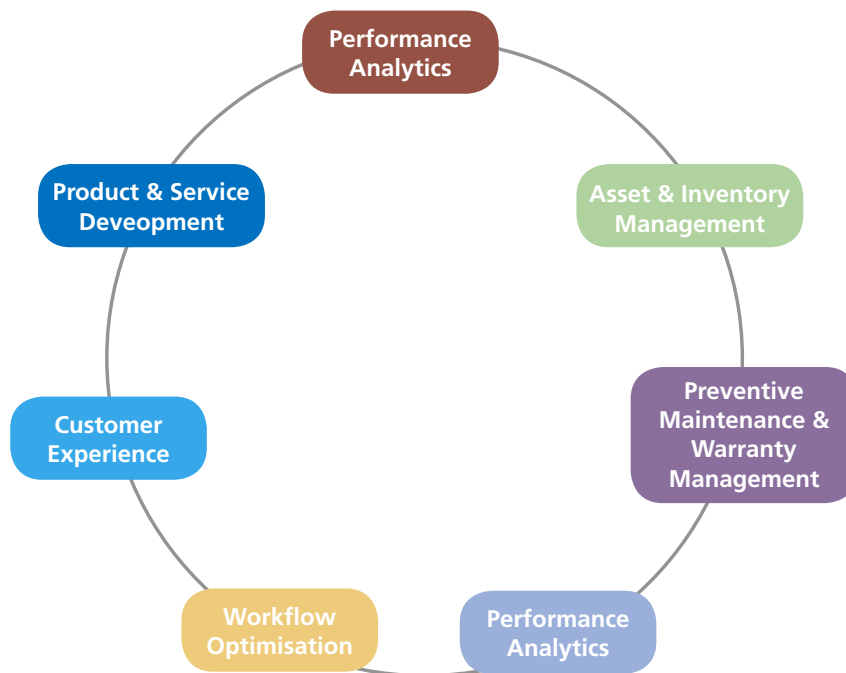 Performance
Analytics
Product & Service
Deveopment
Asset & Inventory
Management
Preventive
Maintenance &
Warranty
Management
Customer
Experience
Workflow
Optimisation
Performance
Analytics